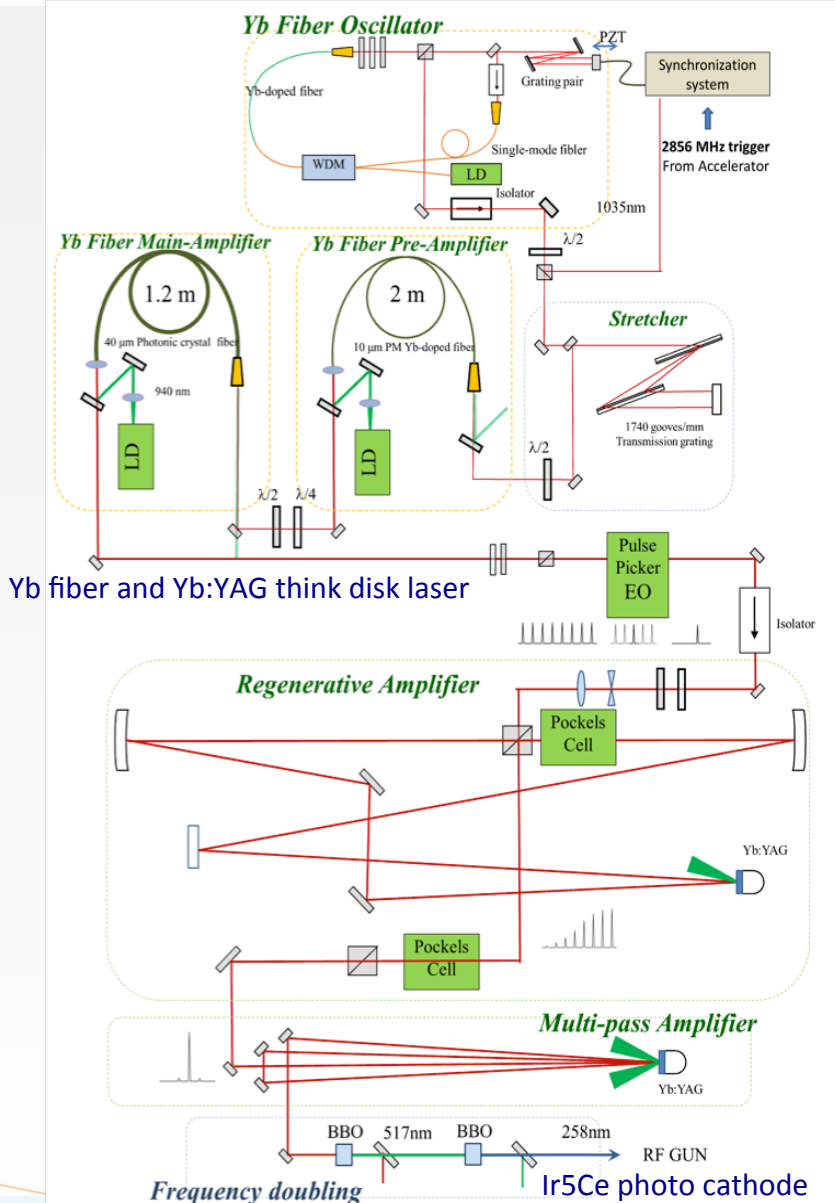 Yb Fiber Oscillator
PZT
Synchronization
system
Grating pair
Yb-doped fiber
2856 MHz trigger
From Accelerator
Single-mode fibler
WDM
LD
Isolator
1035nm
λ/2
Yb Fiber Main-Amplifier
Yb Fiber Pre-Amplifier
1.2 m
2 m
Stretcher
40 μm Photonic crystal fiber
10 μm PM Yb-doped fiber
940 nm
1740 gooves/mm
Transmission grating
LD
LD
λ/2
λ/2 λ/4
Pulse
Picker
EO
Yb fiber and Yb:YAG think disk laser
Isolator
Regenerative Amplifier
Pockels
Cell
Yb:YAG
Pockels
Cell
Multi-pass Amplifier
Yb:YAG
BBO 517nm BBO 258nm
RF GUN
Frequency doubling
Ir5Ce photo cathode